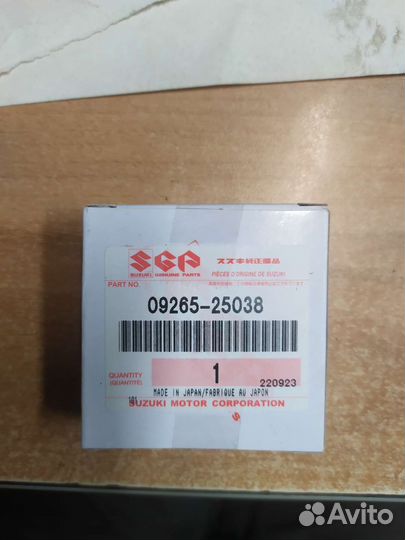 SGP
SUZUKI GENUINE PARTS
スズキ純正部品
PIÈCES D'ORIGINE DE SUZUKI
PART NO.
09265-25038
QUANTITY
(QUANTITÉ)
1
220923
MADE IN JAPAN/FABRIQUE AU JAPON
101
SUZUKI MOTOR CORPORATION
S
Avito